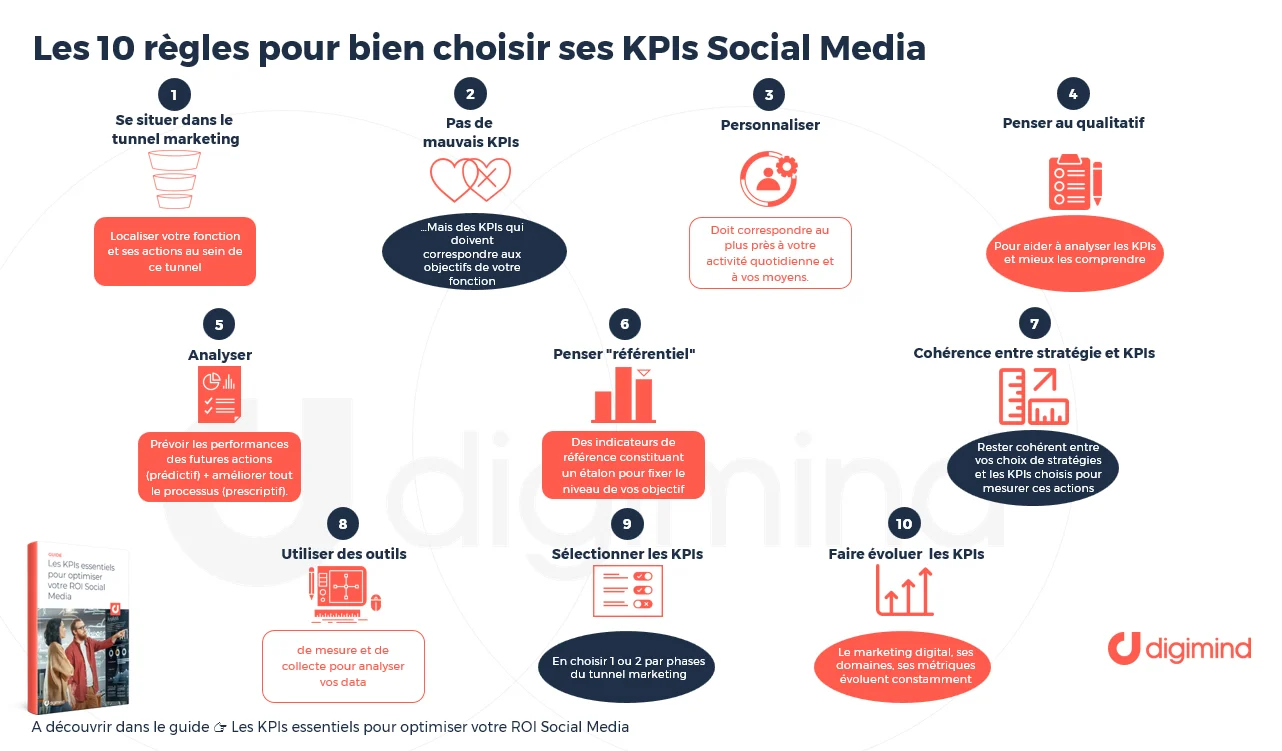 Les 10 règles pour bien choisir ses KPIs Social Media
1
Se situer dans le
tunnel marketing
Localiser votre fonction
et ses actions au sein de
ce tunnel
2
Pas de
mauvais KPIs
...Mais des KPIs qui
doivent
correspondre aux
objectifs de votre
fonction
3
Personnaliser
Doit correspondre au
plus près à votre
activité quotidienne et
à vos moyens.
4
Penser au qualitatif
Pour aider à analyser les KPIs
et mieux les comprendre
5
Analyser
Prévoir les performances
des futures actions
(prédictif) + améliorer tout
le processus (prescriptif).
6
Penser "référentiel"
Des indicateurs de
référence constituant
un étalon pour fixer le
niveau de vos objectif
7
Cohérence entre stratégie et KPIs
Rester cohérent entre
vos choix de stratégies
et les KPIs choisis pour
mesurer ces actions
digimind
8
Utiliser des outils
de mesure et de
collecte pour analyser
vos data
9
Sélectionner les KPIs
En choisir 1 ou 2 par phases
du tunnel marketing
10
Faire évoluer les KPIs
Le marketing digital, ses
domaines, ses métriques
évoluent constamment
GUIDE
Les KPIs essentiels
pour optimiser
votre ROI Social
Media
digimind
digimind
A découvrir dans le guide 👉 Les KPIs essentiels pour optimiser votre ROI Social Media